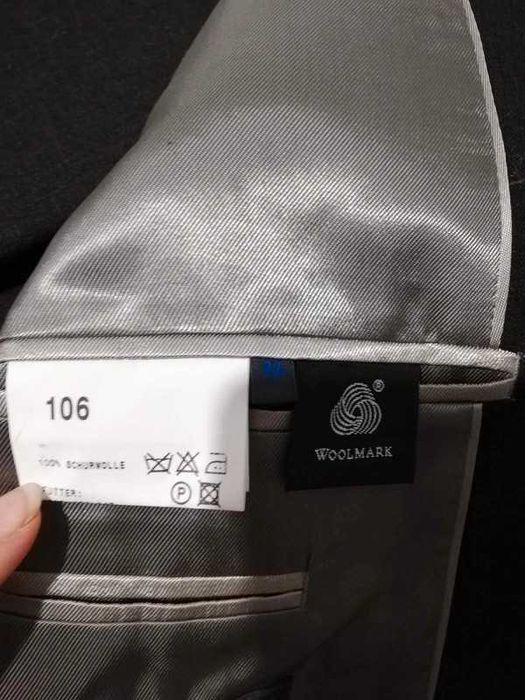 106
100% SCHURWOLLE
FUTTER:
P
®
WOOLMARK